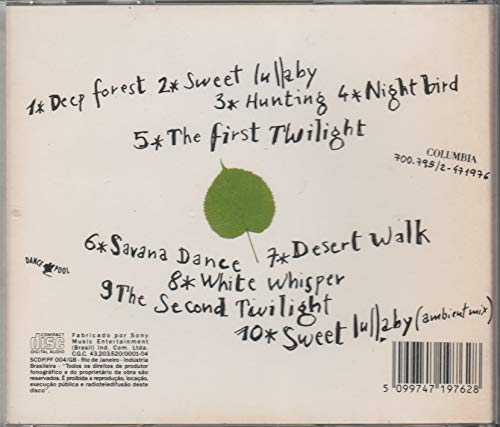 1* Deep forest 2* Sweet lullaby
3* Hunting 4* Night bird
5* The first Twilight
COLUMBIA
700.795/2-471976
6* Savana Dance 7* Desert Walk
DANCE POOL
8* White Whisper
9 The Second Twilight
10* Sweet lullaby (ambient mix)
COMPACT
disc
DIGITAL AUDIO
Fabricado por Sony
Music Entertainment
(Brasil) Ind. Com. Ltda.
C.G.C. 43.203.520/0001-04
SCDP/PF 004/GB - Rio de Janeiro - Indústria
Brasileira - "Todos os direitos de produtor
fonográfico e do proprietário da obra são
reservados. É proibida a reprodução, locação,
execução pública e radioteledifusão deste
disco".
5 099747 197628